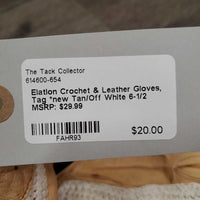 The Tack Collector
614600-654
Elation Crochet & Leather Gloves,
Tag *new Tan/Off White 6-1/2
MSRP: $29.99
$20.00
FAHR93